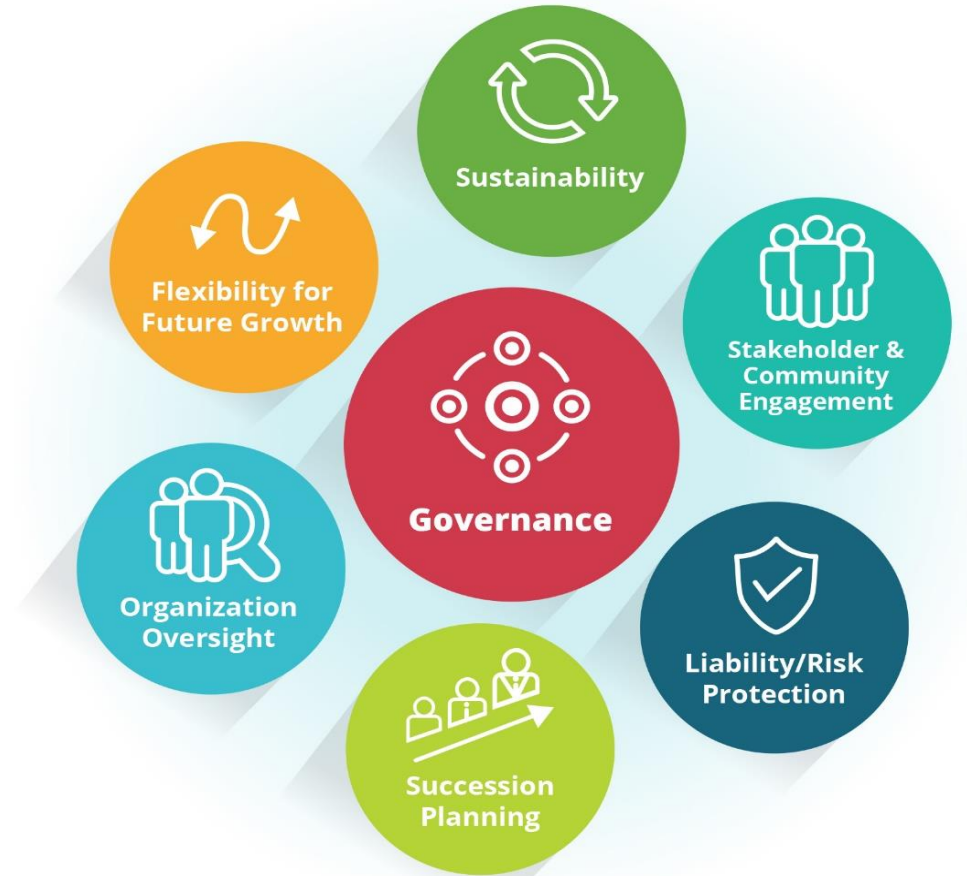 Sustainability
Flexibility for
Future Growth
Stakeholder &
Community
Engagement
Governance
Organization
Oversight
Liability/Risk
Protection
Succession
Planning